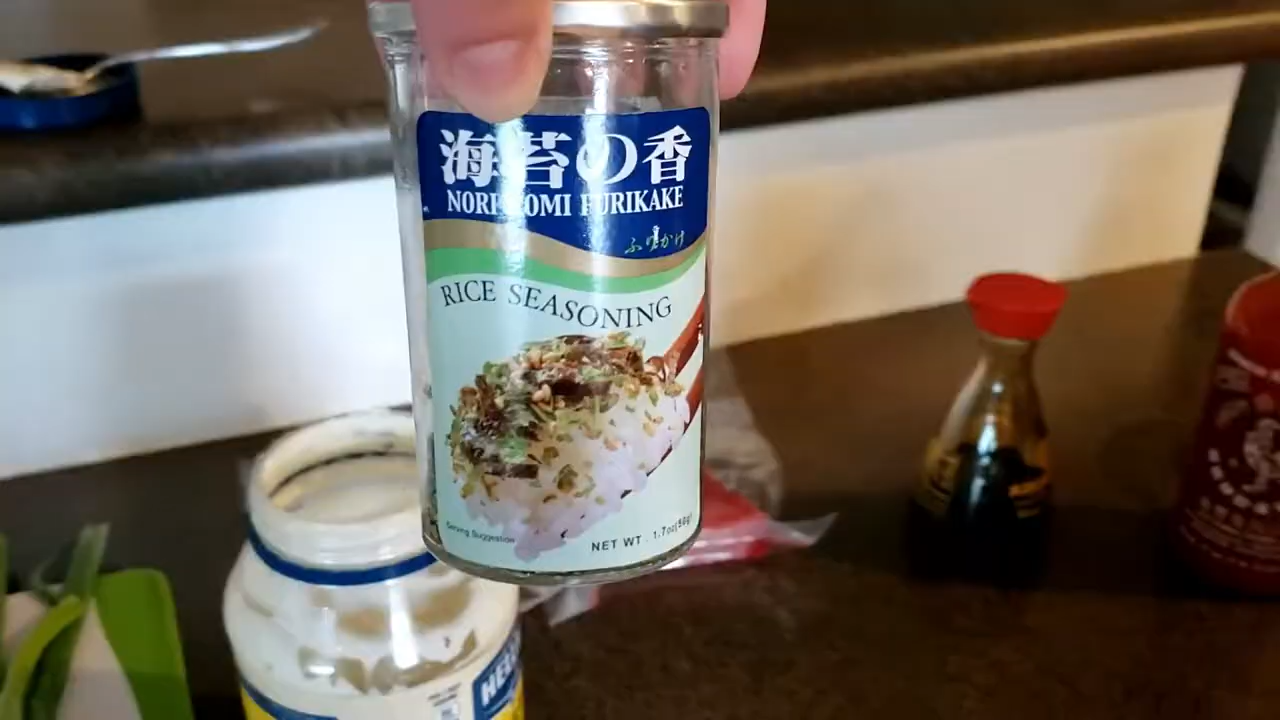 海苔の香
NORI KOMI FURIKAKE
ふりかけ
RICE SEASONING
Serving Suggestion
NET WT. 1.7oz(50g)